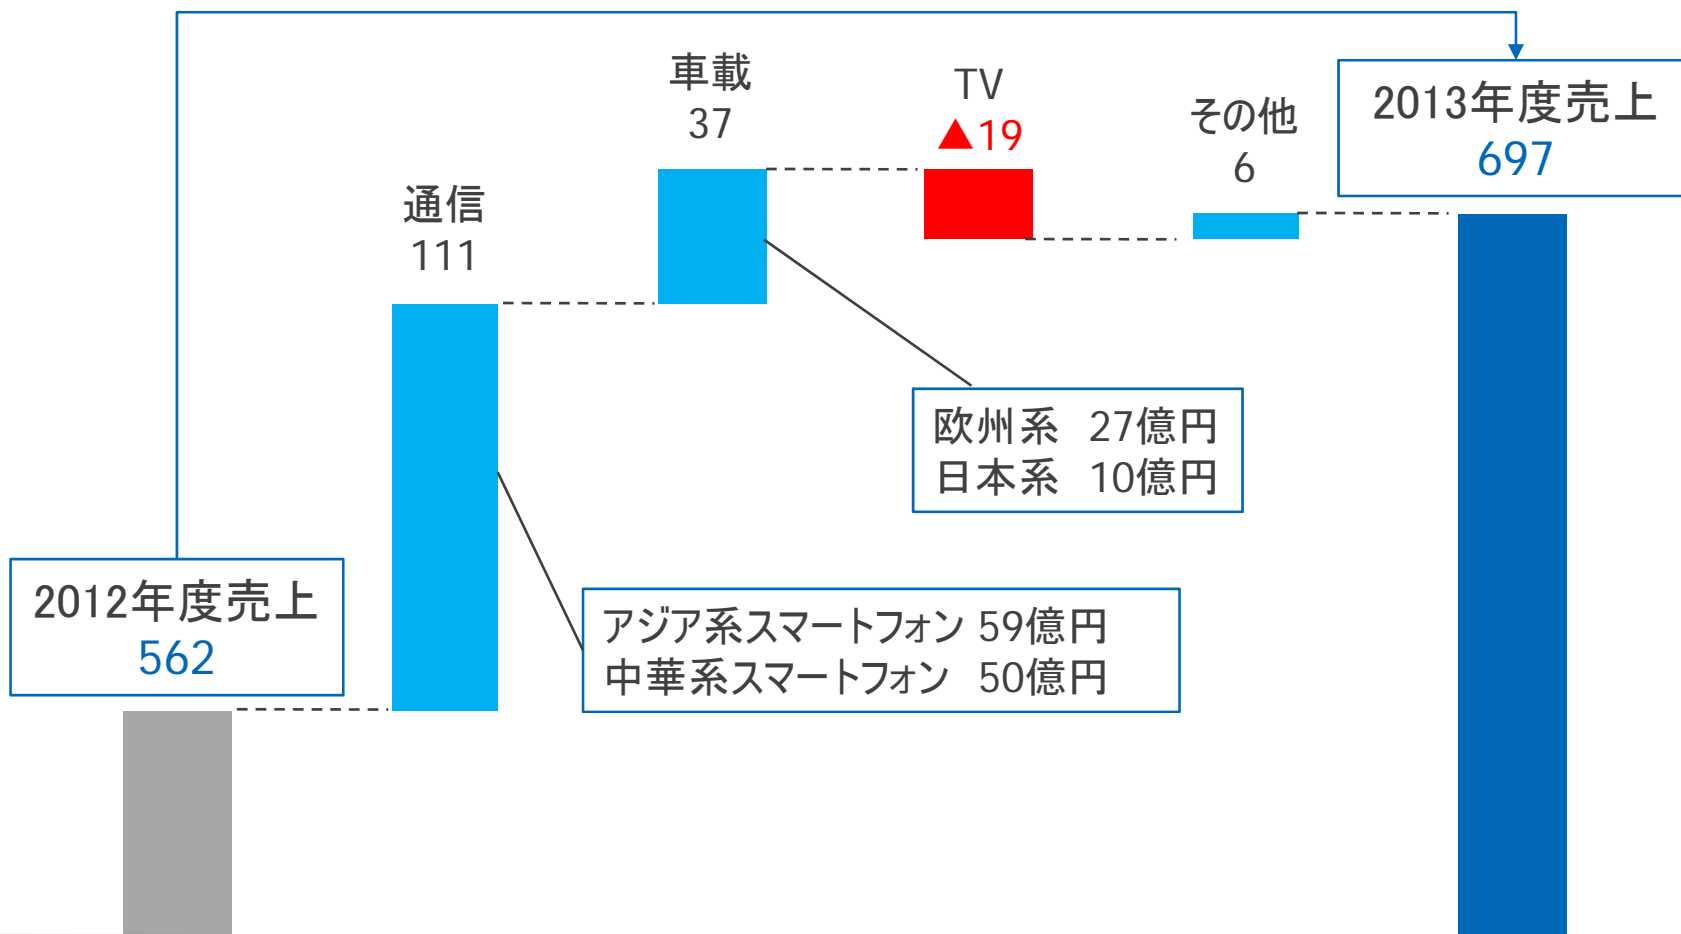 車載
37
TV
▲19
その他
6
2013年度売上
697
通信
111
欧州系　27億円
日本系　10億円
2012年度売上
562
アジア系スマートフォン 59億円
中華系スマートフォン 50億円